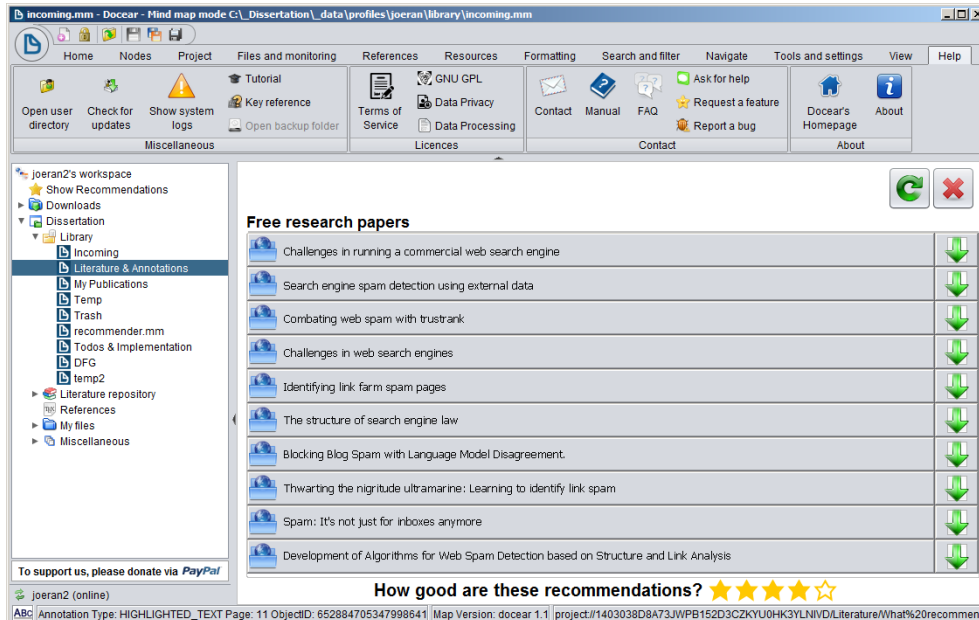 incoming.mm - Docear - Mind map mode C:\_Dissertation\_data\profiles\joeran\library\incoming.mm
Home Nodes Project Files and monitoring References Resources Formatting Search and filter Navigate Tools and settings View Help
Open user directory
Check for updates
Show system logs
Tutorial
Key reference
Open backup folder
Miscellaneous
Terms of Service
GNU GPL
Data Privacy
Data Processing
Licences
Contact
Manual
FAQ
Ask for help
Request a feature
Report a bug
Contact
Docear's Homepage
About
About
joeran2's workspace
Show Recommendations
Downloads
Dissertation
Library
Incoming
Literature & Annotations
My Publications
Temp
Trash
recommender.mm
Todos & Implementation
DFG
temp2
Literature repository
References
My files
Miscellaneous
To support us, please donate via PayPal
joeran2 (online)
Free research papers
Challenges in running a commercial web search engine
Search engine spam detection using external data
Combating web spam with trustrank
Challenges in web search engines
Identifying link farm spam pages
The structure of search engine law
Blocking Blog Spam with Language Model Disagreement.
Thwarting the nigritude ultramarine: Learning to identify link spam
Spam: It's not just for inboxes anymore
Development of Algorithms for Web Spam Detection based on Structure and Link Analysis
How good are these recommendations?
ABC Annotation Type: HIGHLIGHTED_TEXT Page: 11 ObjectID: 652884705347998641 Map Version: docear 1.1 project://1403038D8A73JWPB152D3CZKYU0HK3YLNIVD/Literature/What%20recommen